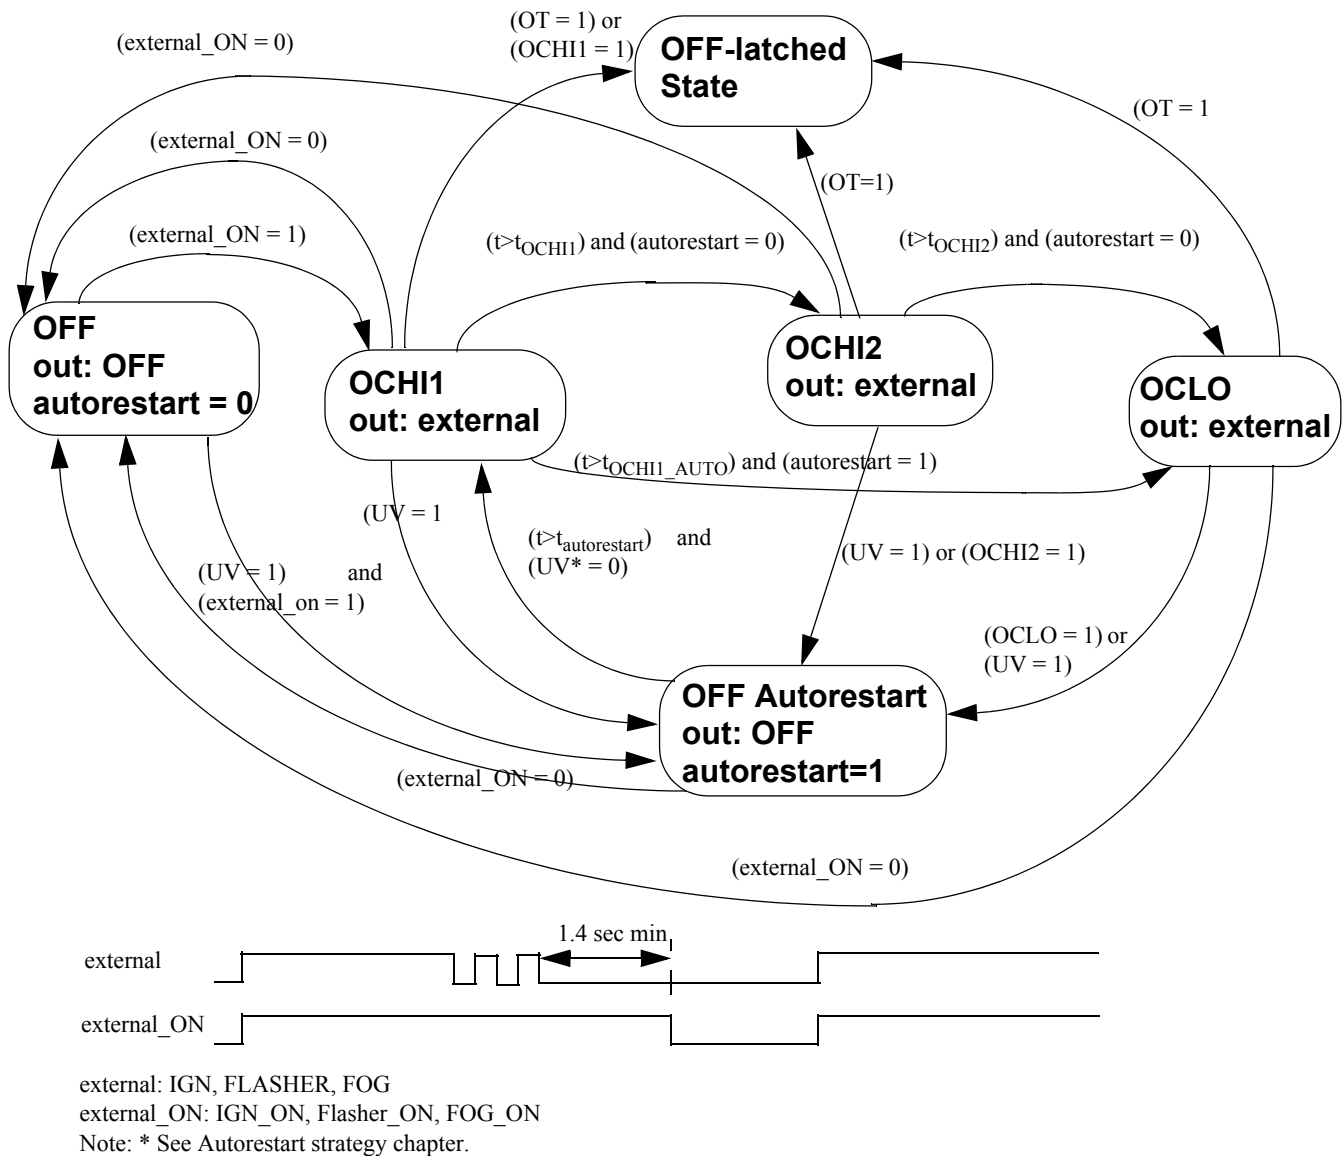 (OT = 1) or
(OCHI1 = 1)
(external_ON = 0)
OFF-latched
State
(OT = 1
(external_ON = 0)
(OT=1)
(external_ON = 1)
(t>tOCHI1) and (autorestart = 0)
(t>tOCHI2) and (autorestart = 0)
OFF
out: OFF
autorestart = 0
OCHI1
out: external
OCHI2
out: external
OCLO
out: external
(t>tOCHI1_AUTO) and (autorestart = 1)
(UV = 1
(t>tautorestart) and
(UV* = 0)
(UV = 1) or (OCHI2 = 1)
(UV = 1) and
(external_on = 1)
(OCLO = 1) or
(UV = 1)
OFF Autorestart
out: OFF
autorestart=1
(external_ON = 0)
(external_ON = 0)
1.4 sec min
external
external_ON
external: IGN, FLASHER, FOG
external_ON: IGN_ON, Flasher_ON, FOG_ON
Note: * See Autorestart strategy chapter.